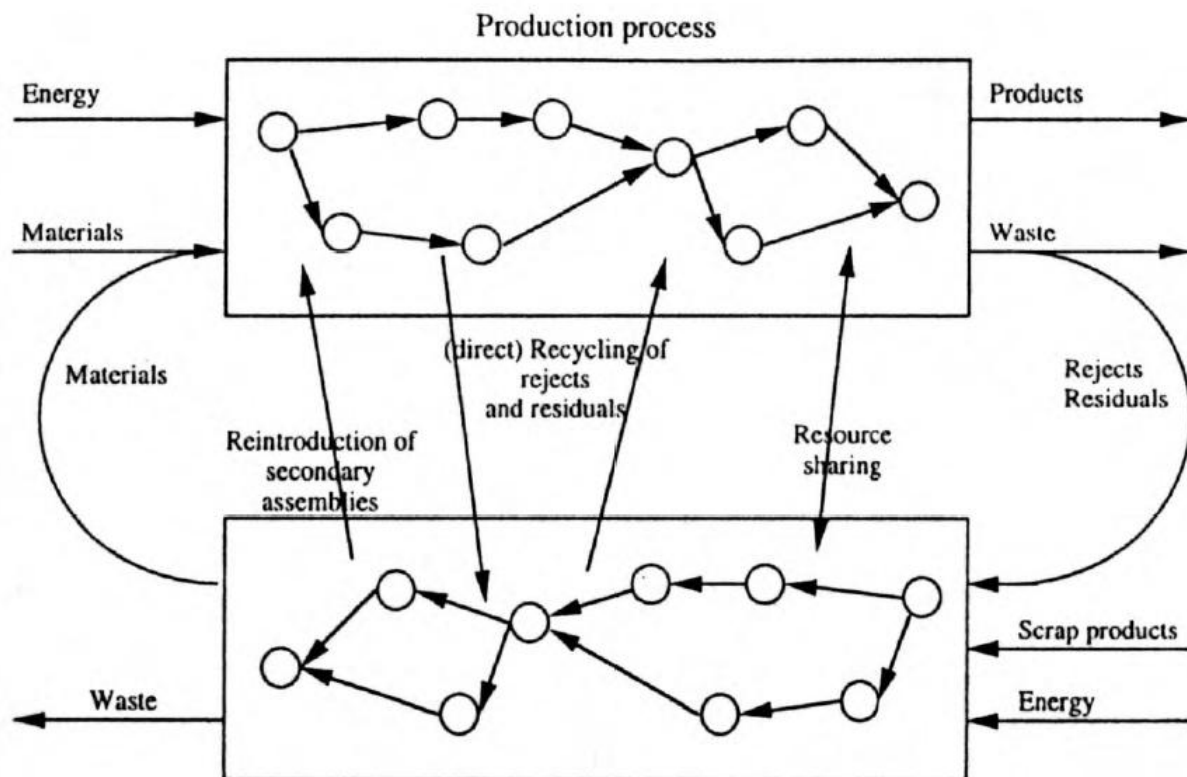 Production process
Energy
Products
Materials
Waste
(direct) Recycling of
rejects
and residuals
Materials
Rejects
Residuals
Reintroduction of
secondary
assemblies
Resource
sharing
Scrap products
Waste
Energy